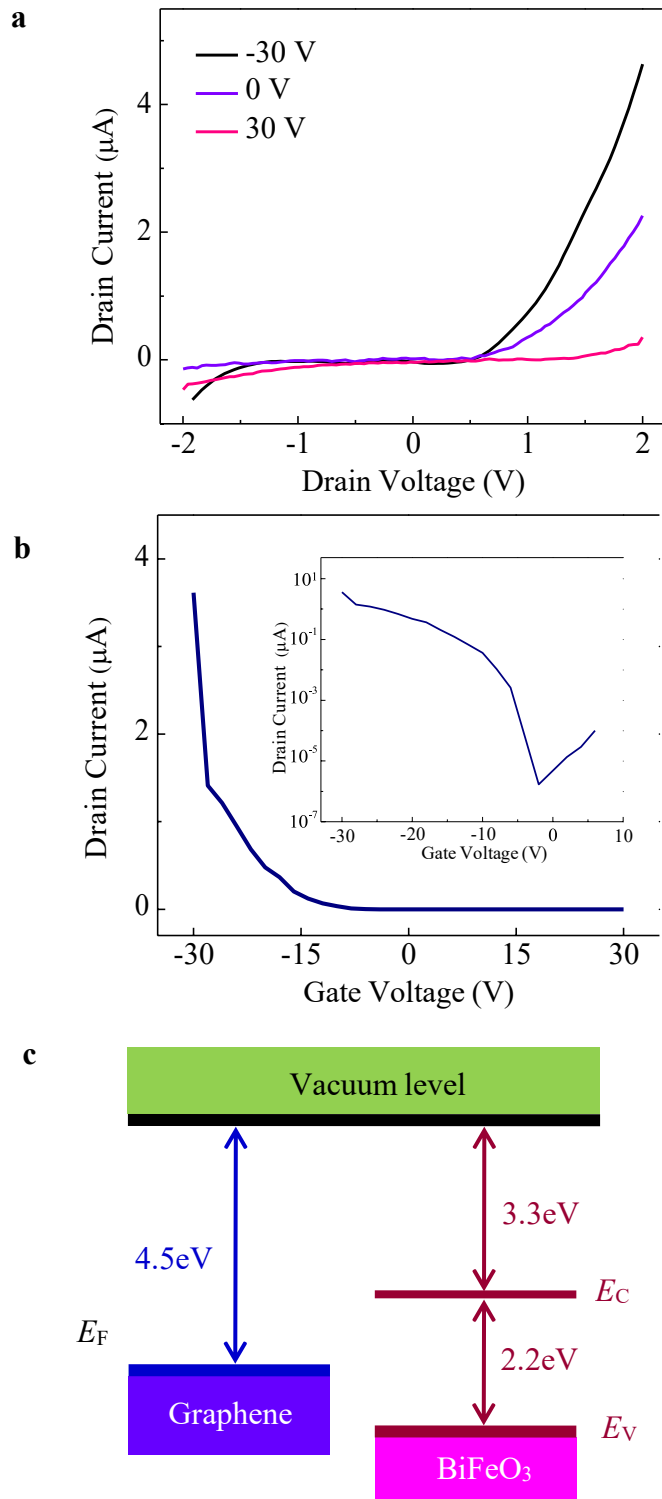 a
-30 V
0 V
30 V
4
2
0
Drain Current (μA)
-2 -1 0 1 2
Drain Voltage (V)
b
4
2
0
Drain Current (μA)
10¹
10⁻¹
10⁻³
10⁻⁵
10⁻⁷
Drain Current (μA)
-30 -20 -10 0 10
Gate Voltage (V)
-30 -15 0 15 30
Gate Voltage (V)
c
Vacuum level
4.5eV
3.3eV
E_C
E_F
2.2eV
Graphene
E_V
BiFeO₃